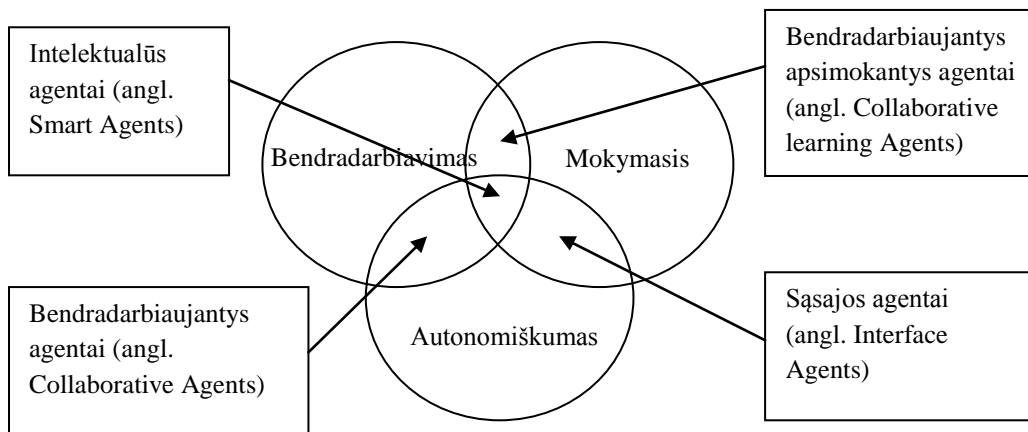 Intelektualūs
agentai (angl.
Smart Agents)
Bendradarbiaujantys
apsimokantys agentai
(angl. Collaborative
learning Agents)
Bendradarbiavimas
Mokymasis
Bendradarbiaujantys
agentai (angl.
Collaborative Agents)
Autonomiškumas
Sąsajos agentai
(angl. Interface
Agents)